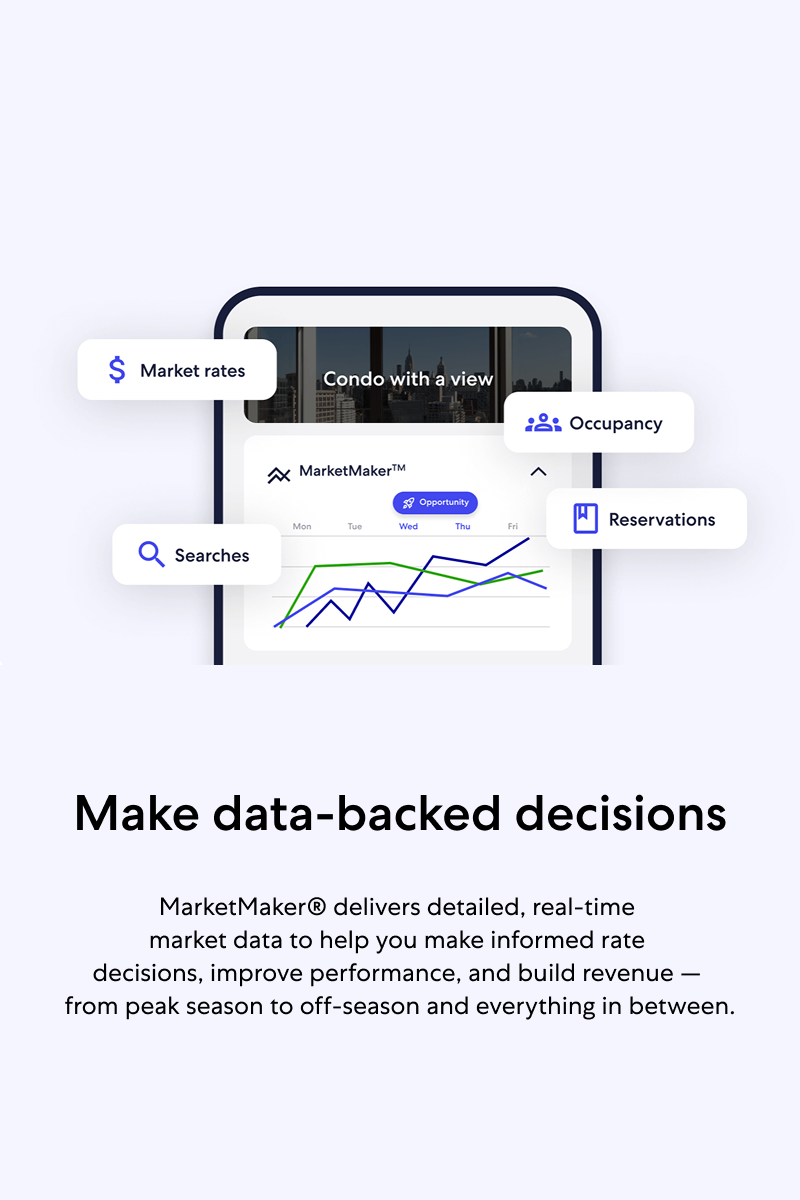 Condo with a view
$ Market rates
Occupancy
MarketMaker™
Opportunity
Mon Tue Wed Thu Fri
Reservations
Searches
Make data-backed decisions
MarketMaker® delivers detailed, real-time
market data to help you make informed rate
decisions, improve performance, and build revenue —
from peak season to off-season and everything in between.